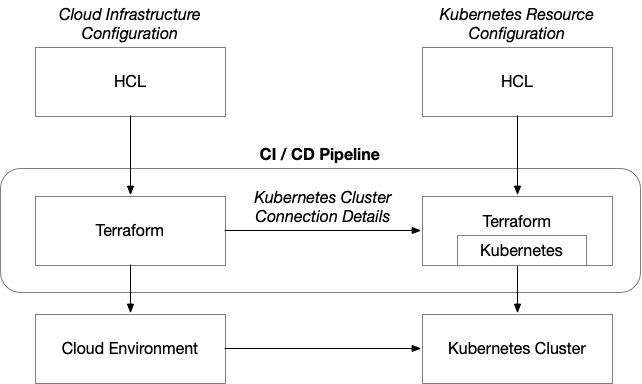 Cloud Infrastructure
Configuration
Kubernetes Resource
Configuration
HCL
HCL
CI / CD Pipeline
Kubernetes Cluster
Connection Details
Terraform
Terraform
Kubernetes
Cloud Environment
Kubernetes Cluster